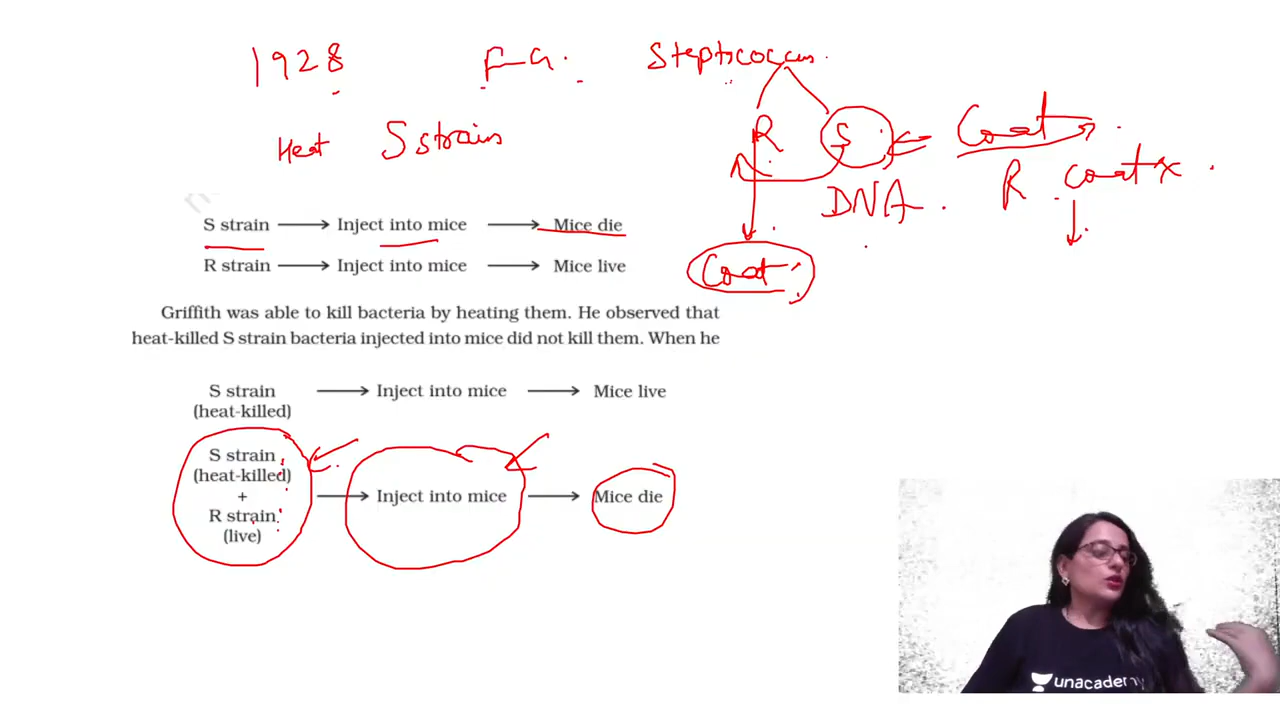 1928 F-G. Steptococcus.
Heat S strain
R S Coat
R coat x
DNA.
Coat
S strain → Inject into mice → Mice die
R strain → Inject into mice → Mice live
Griffith was able to kill bacteria by heating them. He observed that
heat-killed S strain bacteria injected into mice did not kill them. When he
S strain → Inject into mice → Mice live
(heat-killed)
S strain
(heat-killed)
+ → Inject into mice → Mice die
R strain
(live)
unacademy